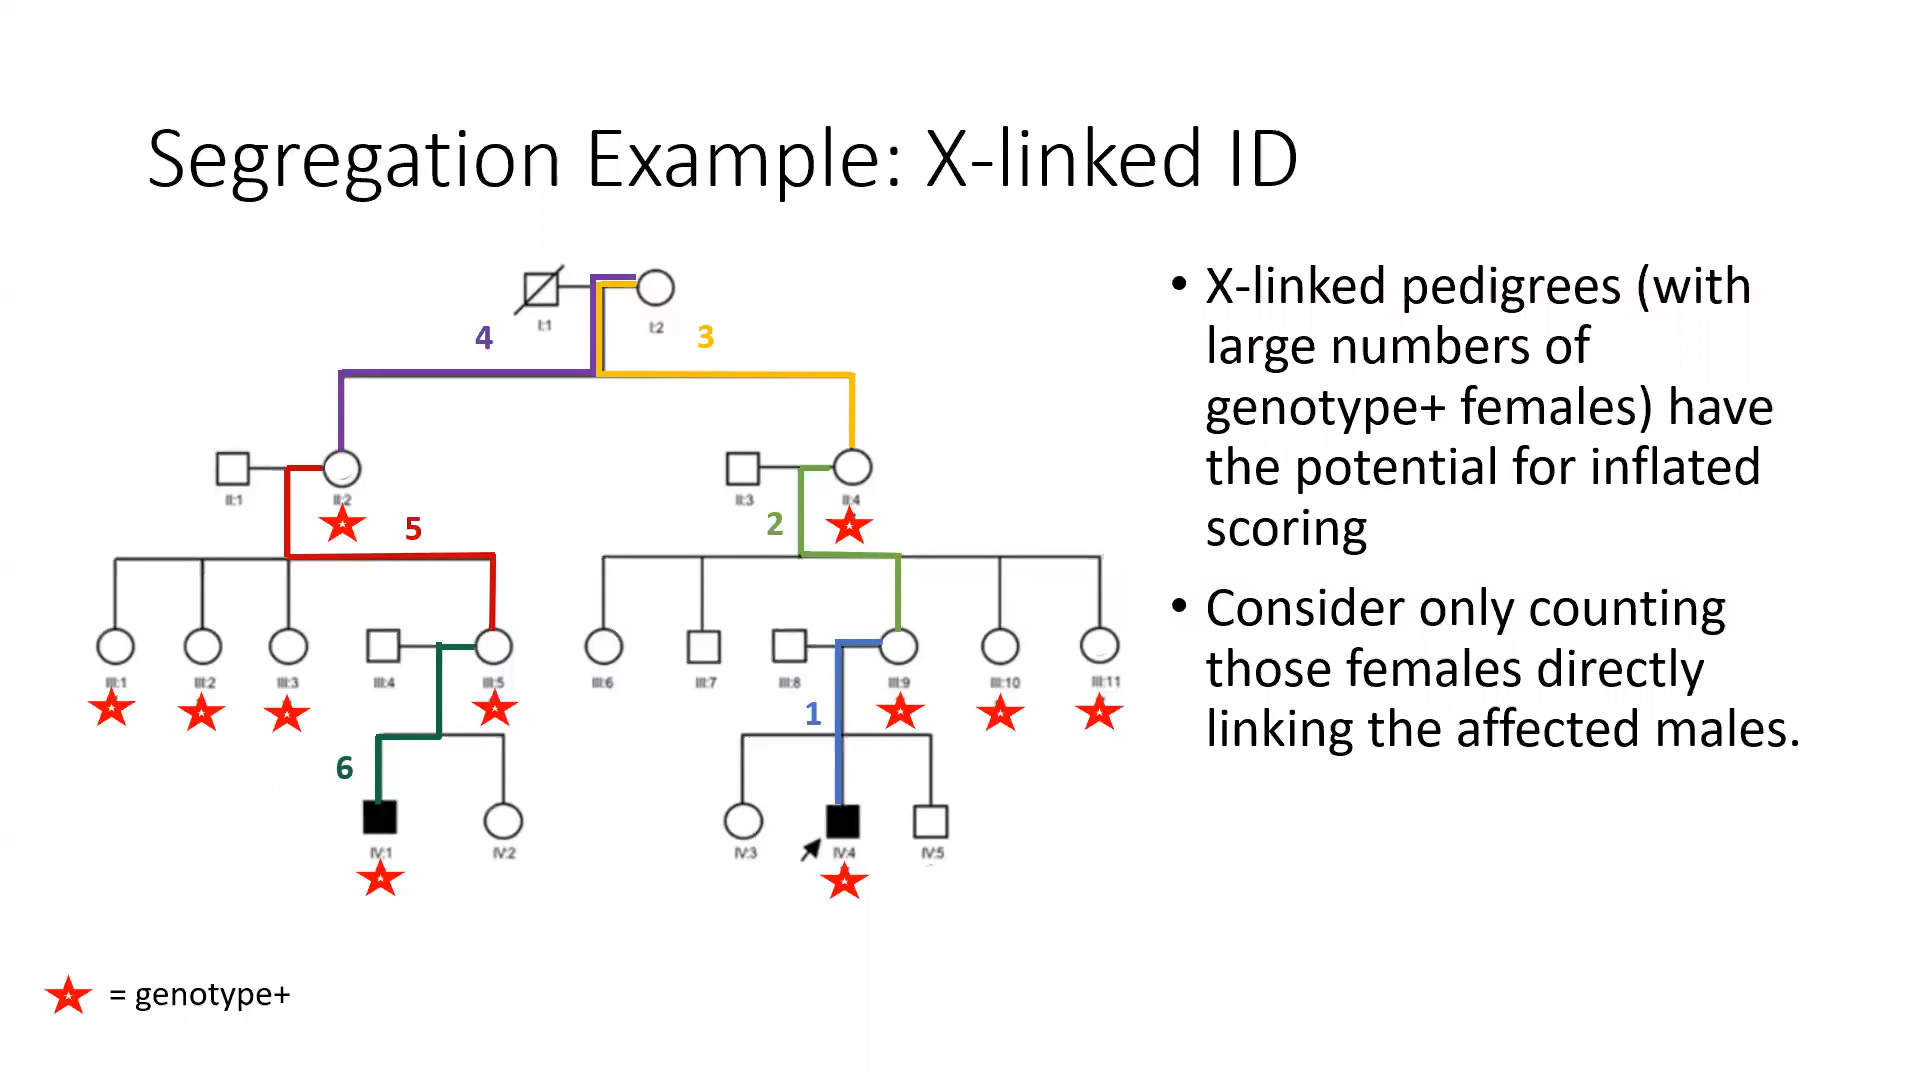 Segregation Example: X-linked ID
I:1
I:2
4
3
II:1
II:2
II:3
II:4
5
2
III:1
III:2
III:3
III:4
III:5
III:6
III:7
III:8
III:9
III:10
III:11
1
6
IV:1
IV:2
IV:3
IV:4
IV:5
= genotype+
• X-linked pedigrees (with
large numbers of
genotype+ females) have
the potential for inflated
scoring
• Consider only counting
those females directly
linking the affected males.